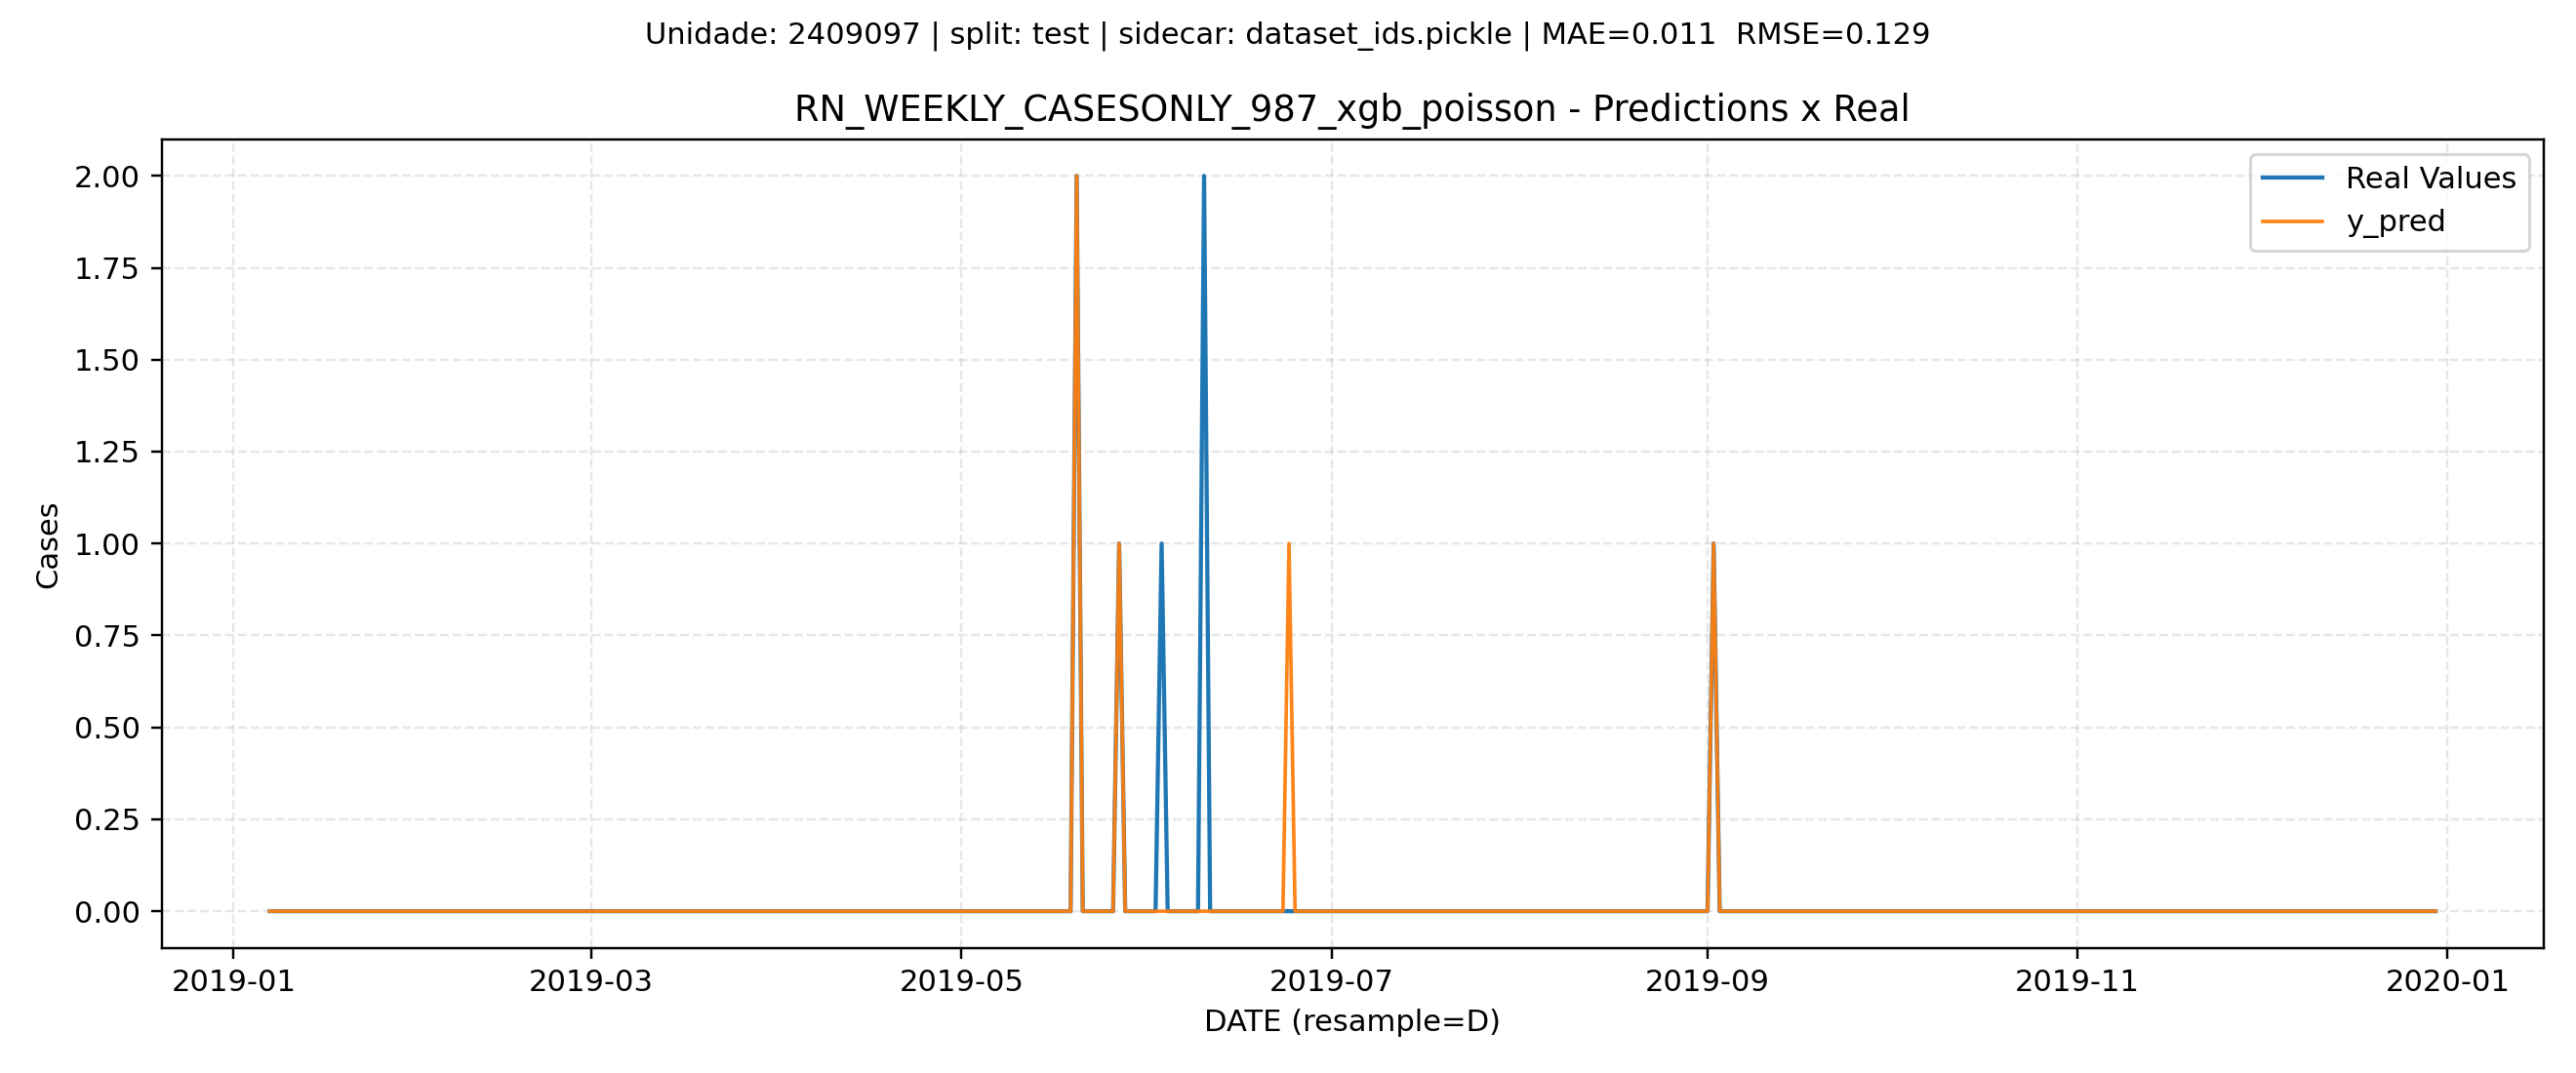 Unidade: 2409097 | split: test | sidecar: dataset_ids.pickle | MAE=0.011  RMSE=0.129
RN_WEEKLY_CASESONLY_987_xgb_poisson - Predictions x Real
Real Values
y_pred
Cases
2.00
1.75
1.50
1.25
1.00
0.75
0.50
0.25
0.00
2019-01
2019-03
2019-05
2019-07
2019-09
2019-11
2020-01
DATE (resample=D)